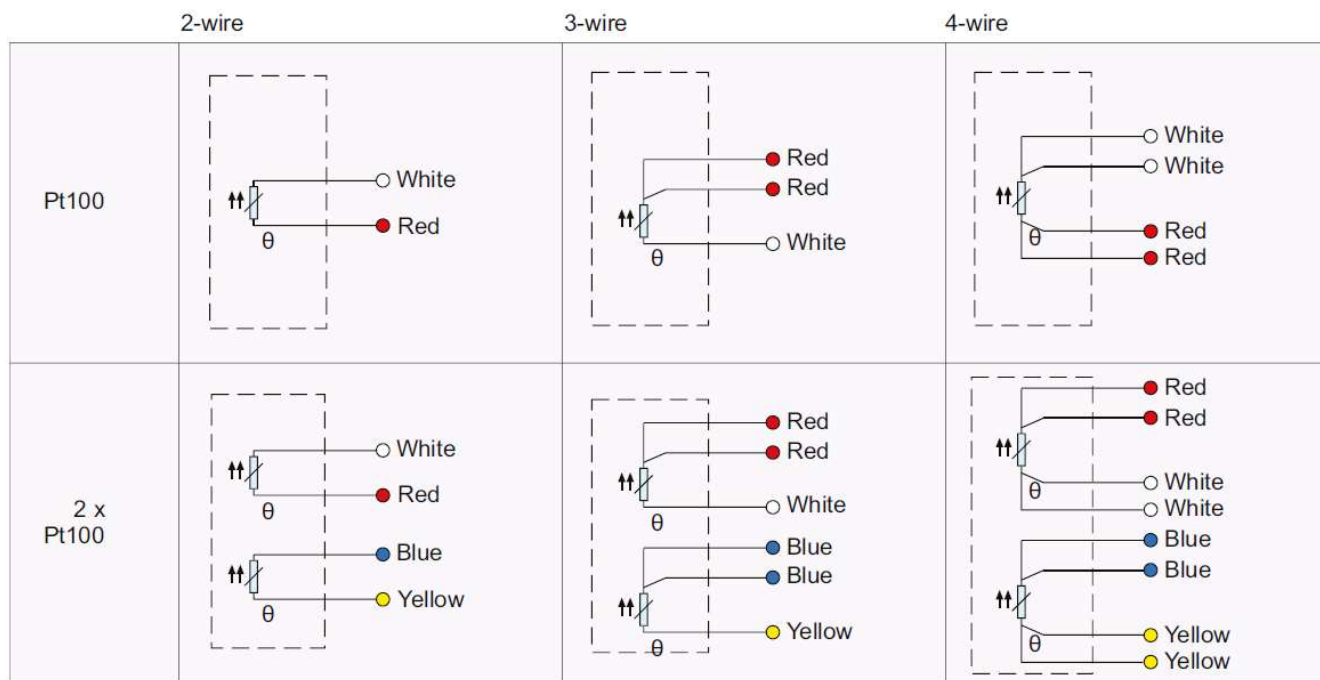 2-wire 3-wire 4-wire
Pt100
White
Red
θ
Red
Red
White
θ
White
White
Red
Red
θ
2 x
Pt100
White
Red
θ
Blue
Yellow
θ
Red
Red
White
θ
Blue
Blue
Yellow
θ
Red
Red
White
White
θ
Blue
Blue
Yellow
Yellow
θ